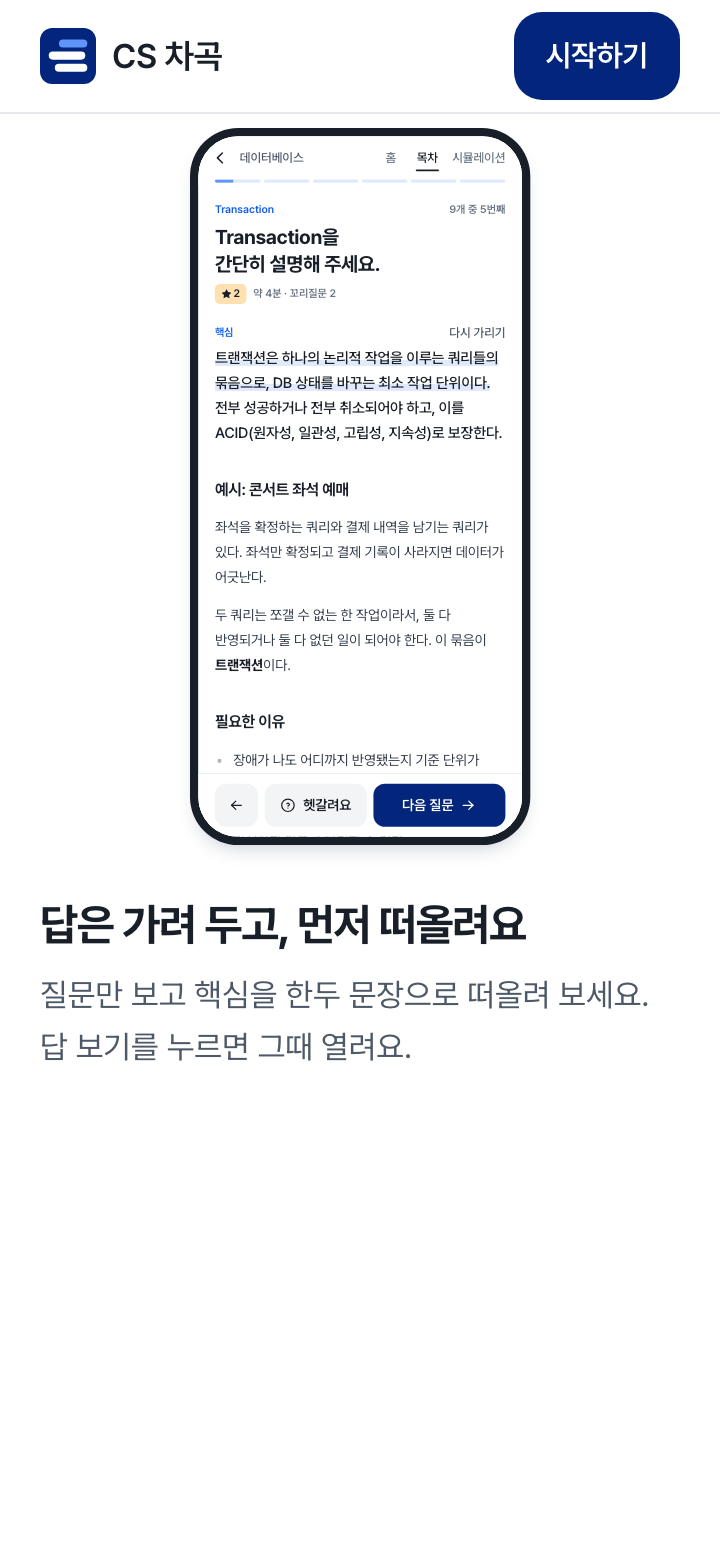 CS 차곡
시작하기
데이터베이스
홈
목차
시뮬레이션
Transaction
9개 중 5번째
Transaction을
간단히 설명해 주세요.
★ 2
약 4분 · 꼬리질문 2
핵심
다시 가리기
트랜잭션은 하나의 논리적 작업을 이루는 쿼리들의
묶음으로, DB 상태를 바꾸는 최소 작업 단위이다.
전부 성공하거나 전부 취소되어야 하고, 이를
ACID(원자성, 일관성, 고립성, 지속성)로 보장한다.
예시: 콘서트 좌석 예매
좌석을 확정하는 쿼리와 결제 내역을 남기는 쿼리가
있다. 좌석만 확정되고 결제 기록이 사라지면 데이터가
어긋난다.
두 쿼리는 쪼갤 수 없는 한 작업이라서, 둘 다
반영되거나 둘 다 없던 일이 되어야 한다. 이 묶음이
트랜잭션이다.
필요한 이유
• 장애가 나도 어디까지 반영됐는지 기준 단위가
헷갈려요
다음 질문 →
답은 가려 두고, 먼저 떠올려요
질문만 보고 핵심을 한두 문장으로 떠올려 보세요.
답 보기를 누르면 그때 열려요.